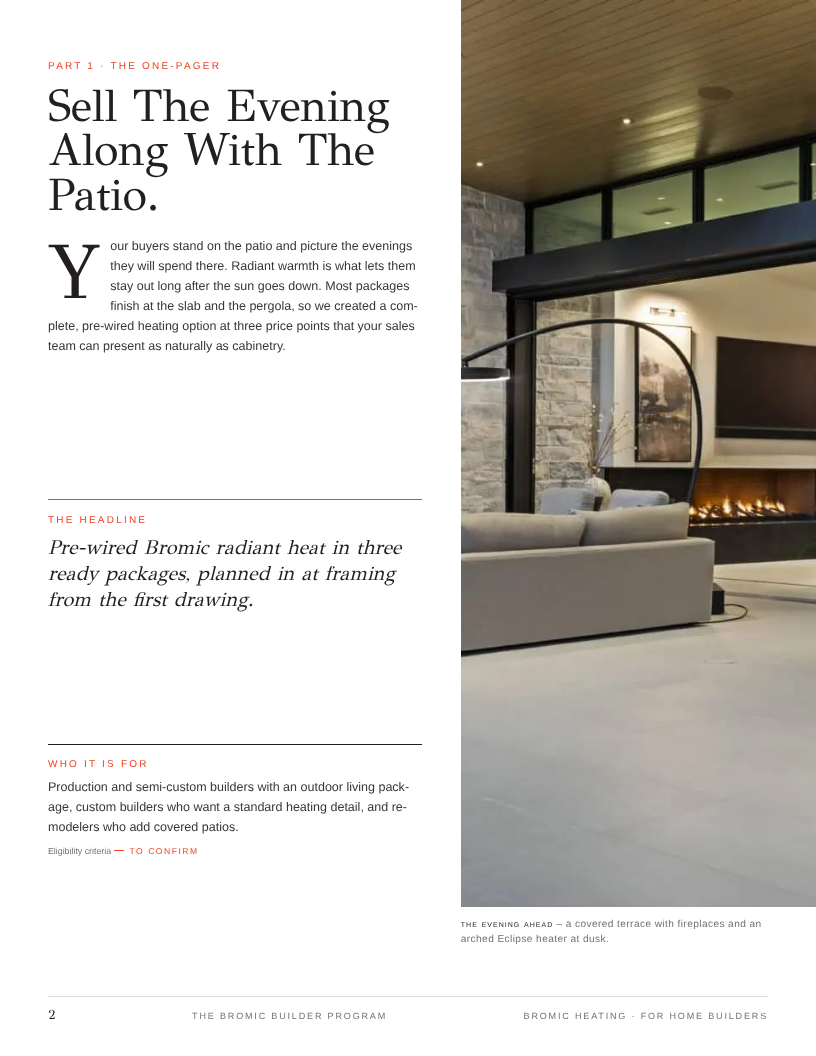 PART 1 · THE ONE-PAGER
Sell The Evening
Along With The
Patio.
Your buyers stand on the patio and picture the evenings
they will spend there. Radiant warmth is what lets them
stay out long after the sun goes down. Most packages
finish at the slab and the pergola, so we created a com-
plete, pre-wired heating option at three price points that your sales
team can present as naturally as cabinetry.
THE HEADLINE
Pre-wired Bromic radiant heat in three
ready packages, planned in at framing
from the first drawing.
WHO IT IS FOR
Production and semi-custom builders with an outdoor living pack-
age, custom builders who want a standard heating detail, and re-
modelers who add covered patios.
Eligibility criteria — TO CONFIRM
THE EVENING AHEAD – a covered terrace with fireplaces and an
arched Eclipse heater at dusk.
2
THE BROMIC BUILDER PROGRAM
BROMIC HEATING · FOR HOME BUILDERS